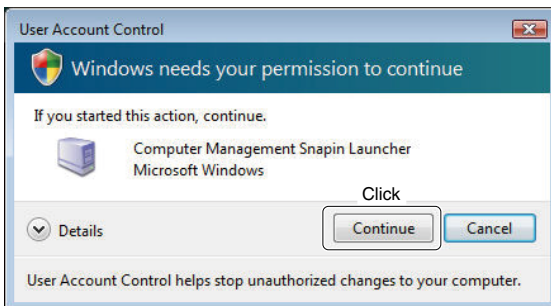 User Account Control
Windows needs your permission to continue
If you started this action, continue.
Computer Management Snapin Launcher
Microsoft Windows
Click
Details
Continue
Cancel
User Account Control helps stop unauthorized changes to your computer.